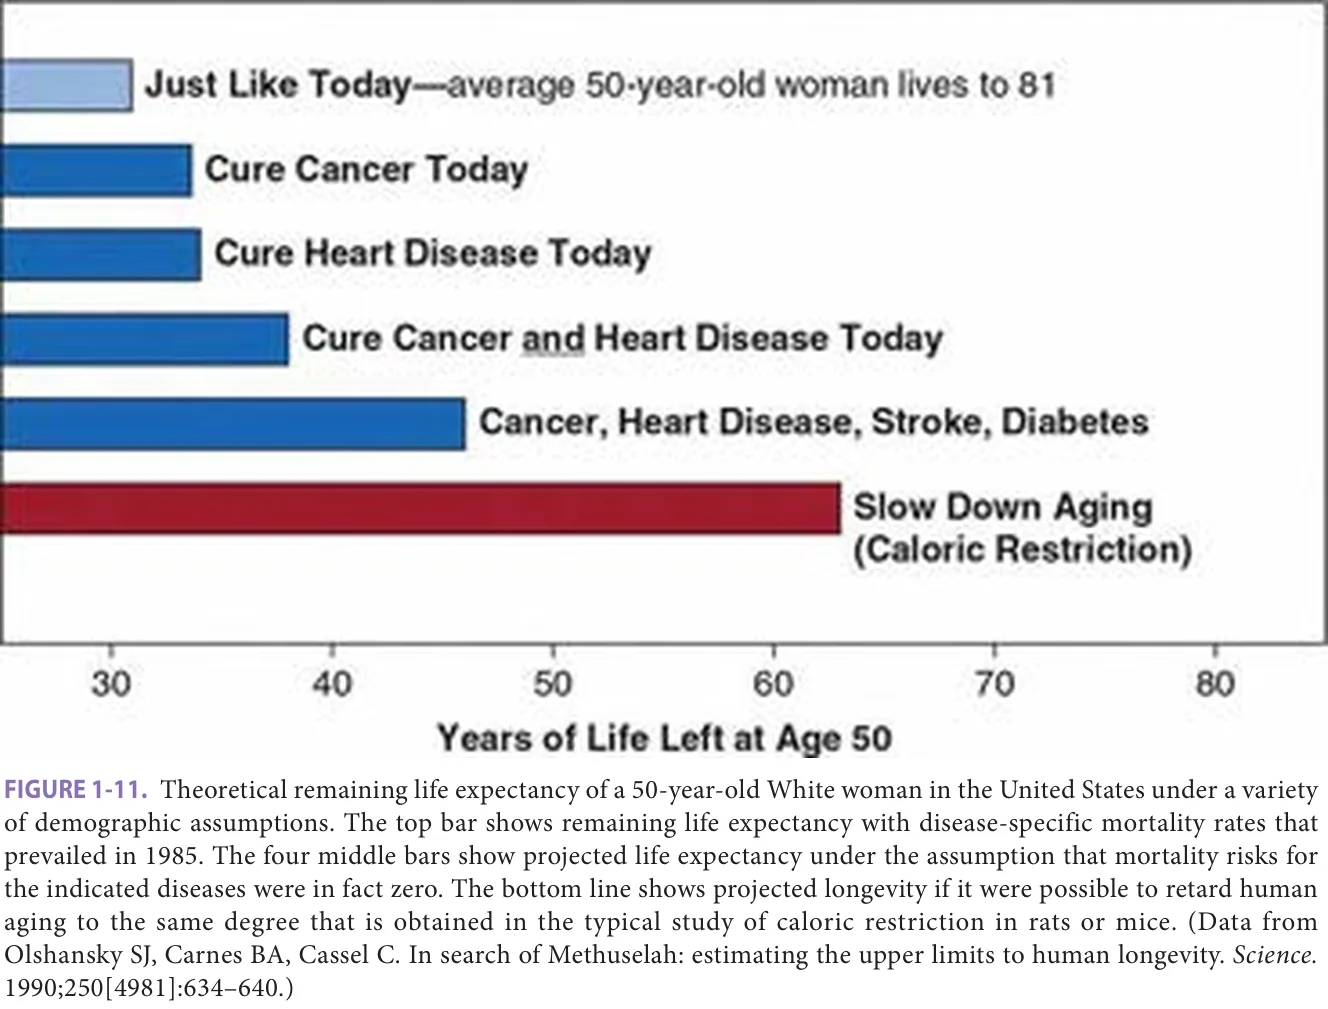 Just Like Today—average 50-year-old woman lives to 81
Cure Cancer Today
Cure Heart Disease Today
Cure Cancer and Heart Disease Today
Cancer, Heart Disease, Stroke, Diabetes
Slow Down Aging
(Caloric Restriction)
30 40 50 60 70 80
Years of Life Left at Age 50
FIGURE 1-11. Theoretical remaining life expectancy of a 50-year-old White woman in the United States under a variety
of demographic assumptions. The top bar shows remaining life expectancy with disease-specific mortality rates that
prevailed in 1985. The four middle bars show projected life expectancy under the assumption that mortality risks for
the indicated diseases were in fact zero. The bottom line shows projected longevity if it were possible to retard human
aging to the same degree that is obtained in the typical study of caloric restriction in rats or mice. (Data from
Olshansky SJ, Carnes BA, Cassel C. In search of Methuselah: estimating the upper limits to human longevity. Science.
1990;250[4981]:634–640.)